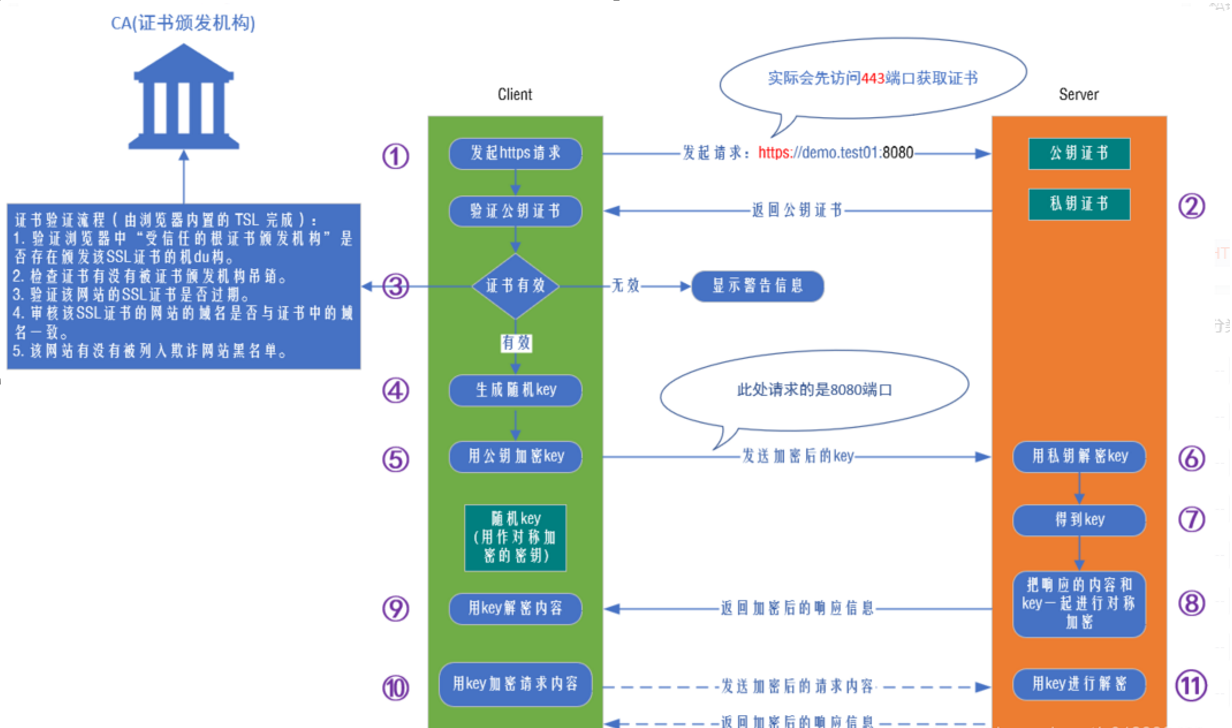 CA(证书颁发机构)
实际会先访问443端口获取证书
Client
Server
①
发起https请求
发起请求：https://demo.test01:8080
公钥证书
验证公钥证书
返回公钥证书
私钥证书
②
证书验证流程（由浏览器内置的 TSL 完成）：
1. 验证浏览器中“受信任的根证书颁发机构”是
否存在颁发该SSL证书的机du构。
2. 检查证书有没有被证书颁发机构吊销。
3. 验证该网站的SSL证书是否过期。
4. 审核该SSL证书的网站的域名是否与证书中的域
名一致。
5. 该网站有没有被列入欺诈网站黑名单。
③
证书有效
无效
显示警告信息
有效
④
生成随机key
此处请求的是8080端口
⑤
用公钥加密key
发送加密后的key
用私钥解密key
⑥
随机key
(用作对称加
密的密钥)
得到key
⑦
⑨
用key解密内容
返回加密后的响应信息
把响应的内容和
key一起进行对称
加密
⑧
⑩
用key加密请求内容
发送加密后的请求内容
用key进行解密
⑪
返回加密后的响应信息